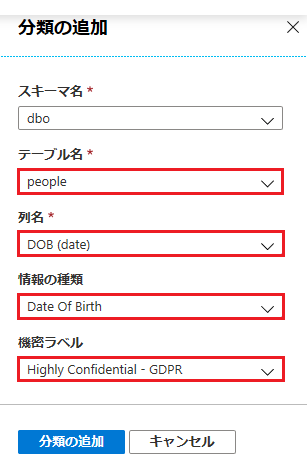 分類の追加
スキーマ名 *
dbo
テーブル名 *
people
列名 *
DOB (date)
情報の種類
Date Of Birth
機密ラベル
Highly Confidential - GDPR
分類の追加 キャンセル